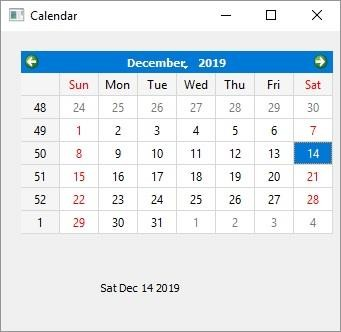 Calendar
December, 2019
Sun Mon Tue Wed Thu Fri Sat
48 24 25 26 27 28 29 30
49 1 2 3 4 5 6 7
50 8 9 10 11 12 13 14
51 15 16 17 18 19 20 21
52 22 23 24 25 26 27 28
1 29 30 31 1 2 3 4
Sat Dec 14 2019